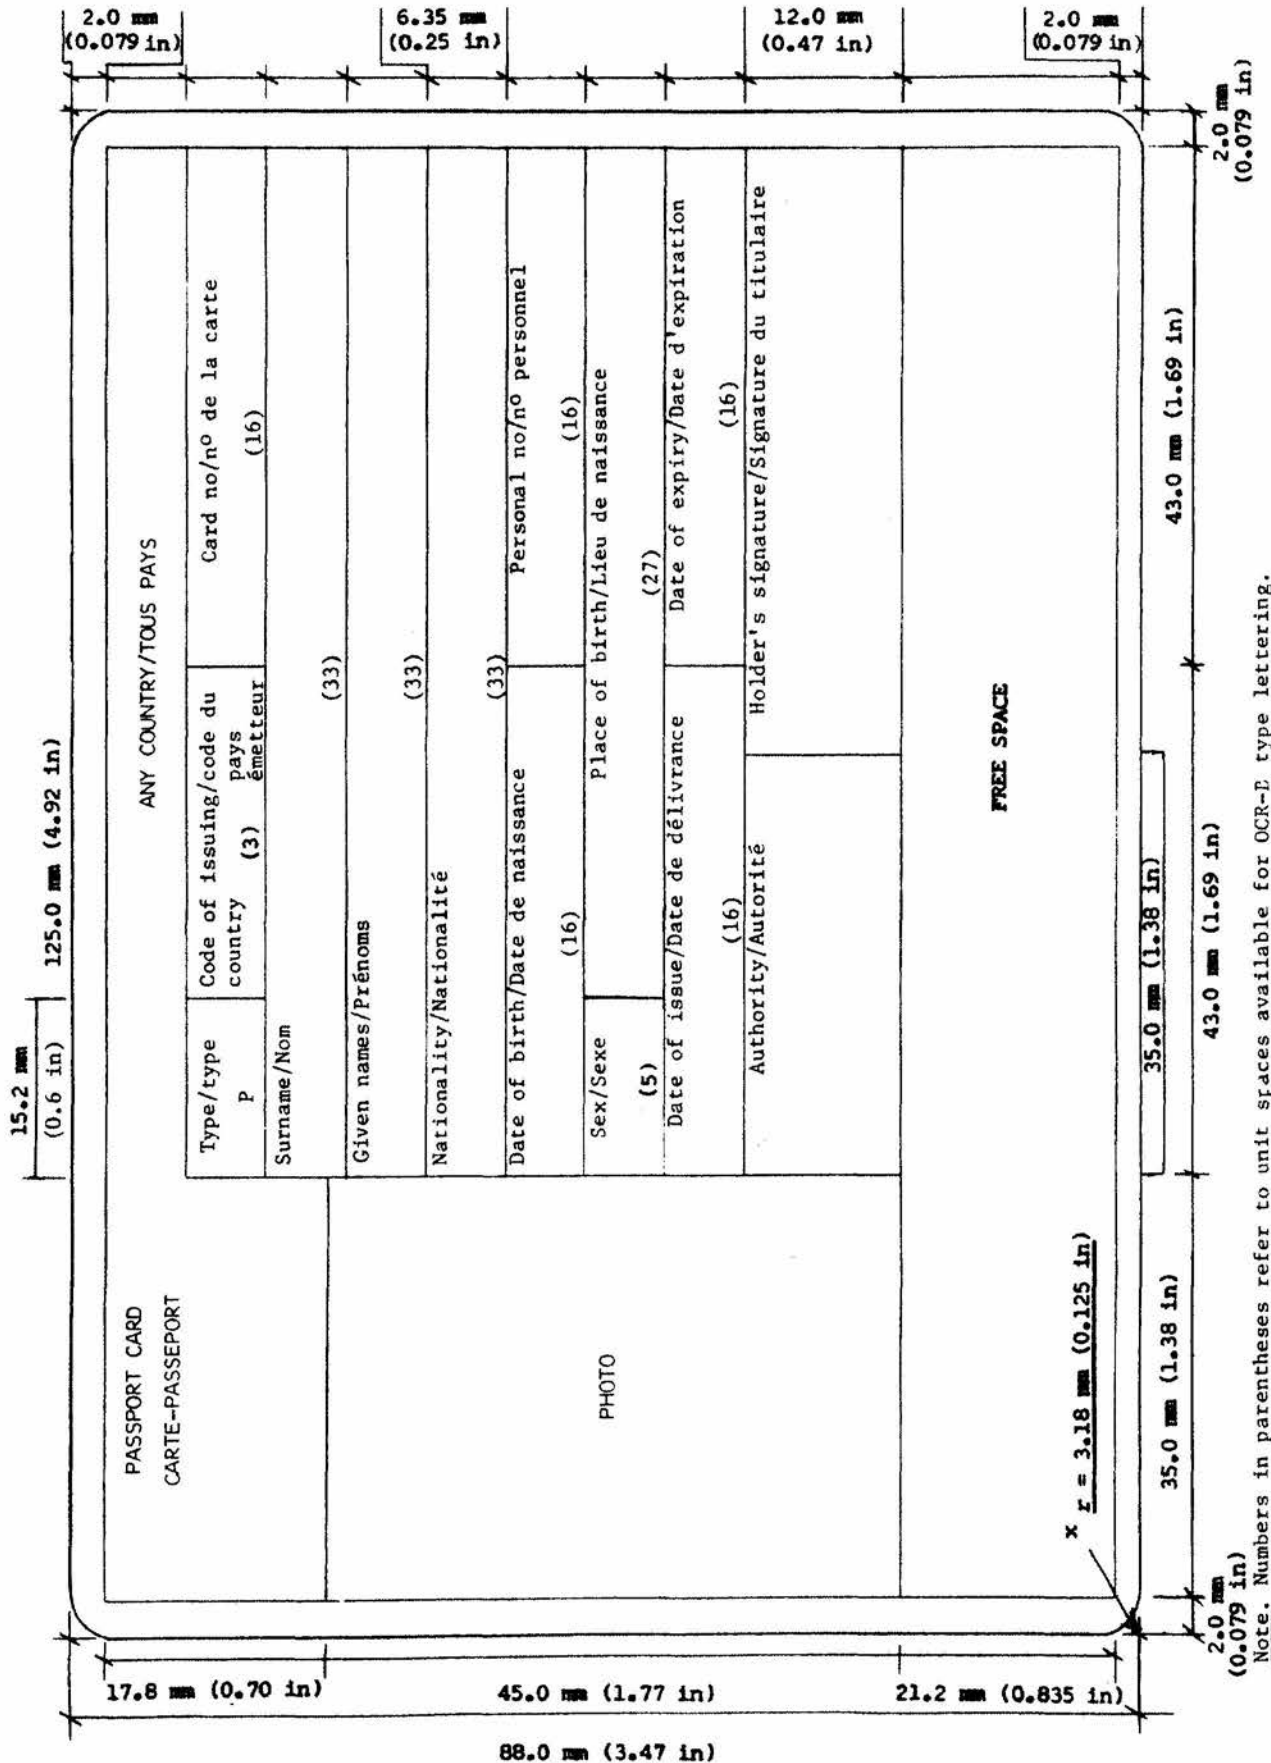 15.2 mm
(0.6 in)
125.0 mm (4.92 in)
2.0 mm
(0.079 in)
6.35 mm
(0.25 in)
12.0 mm
(0.47 in)
2.0 mm
(0.079 in)
PASSPORT CARD
CARTE-PASSEPORT
ANY COUNTRY/TOUS PAYS
Type/type
P
Code of issuing/code du
country (3) pays
émetteur
Card no/nº de la carte
(16)
Surname/Nom
(33)
Given names/Prénoms
(33)
Nationality/Nationalité
(33)
Date of birth/Date de naissance
(16)
Personal no/nº personnel
(16)
Sex/Sexe
(5)
Place of birth/Lieu de naissance
(27)
Date of issue/Date de délivrance
(16)
Date of expiry/Date d'expiration
(16)
Authority/Autorité
Holder's signature/Signature du titulaire
PHOTO
FREE SPACE
17.8 mm (0.70 in)
45.0 mm (1.77 in)
21.2 mm (0.835 in)
88.0 mm (3.47 in)
x
r = 3.18 mm (0.125 in)
35.0 mm (1.38 in)
35.0 mm (1.38 in)
43.0 mm (1.69 in)
43.0 mm (1.69 in)
2.0 mm
(0.079 in)
2.0 mm
(0.079 in)
Note. Numbers in parentheses refer to unit spaces available for OCR-B type lettering.